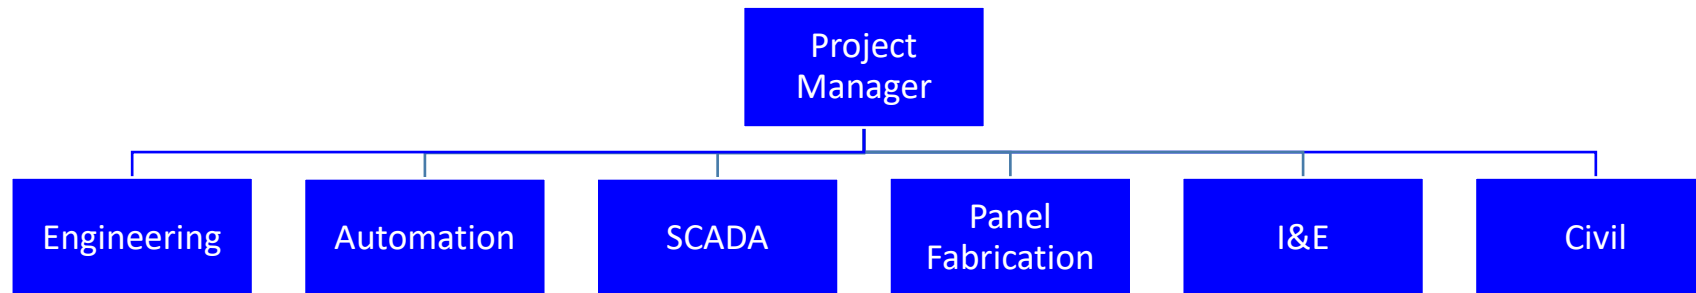 Project
Manager
Engineering
Automation
SCADA
Panel
Fabrication
I&E
Civil